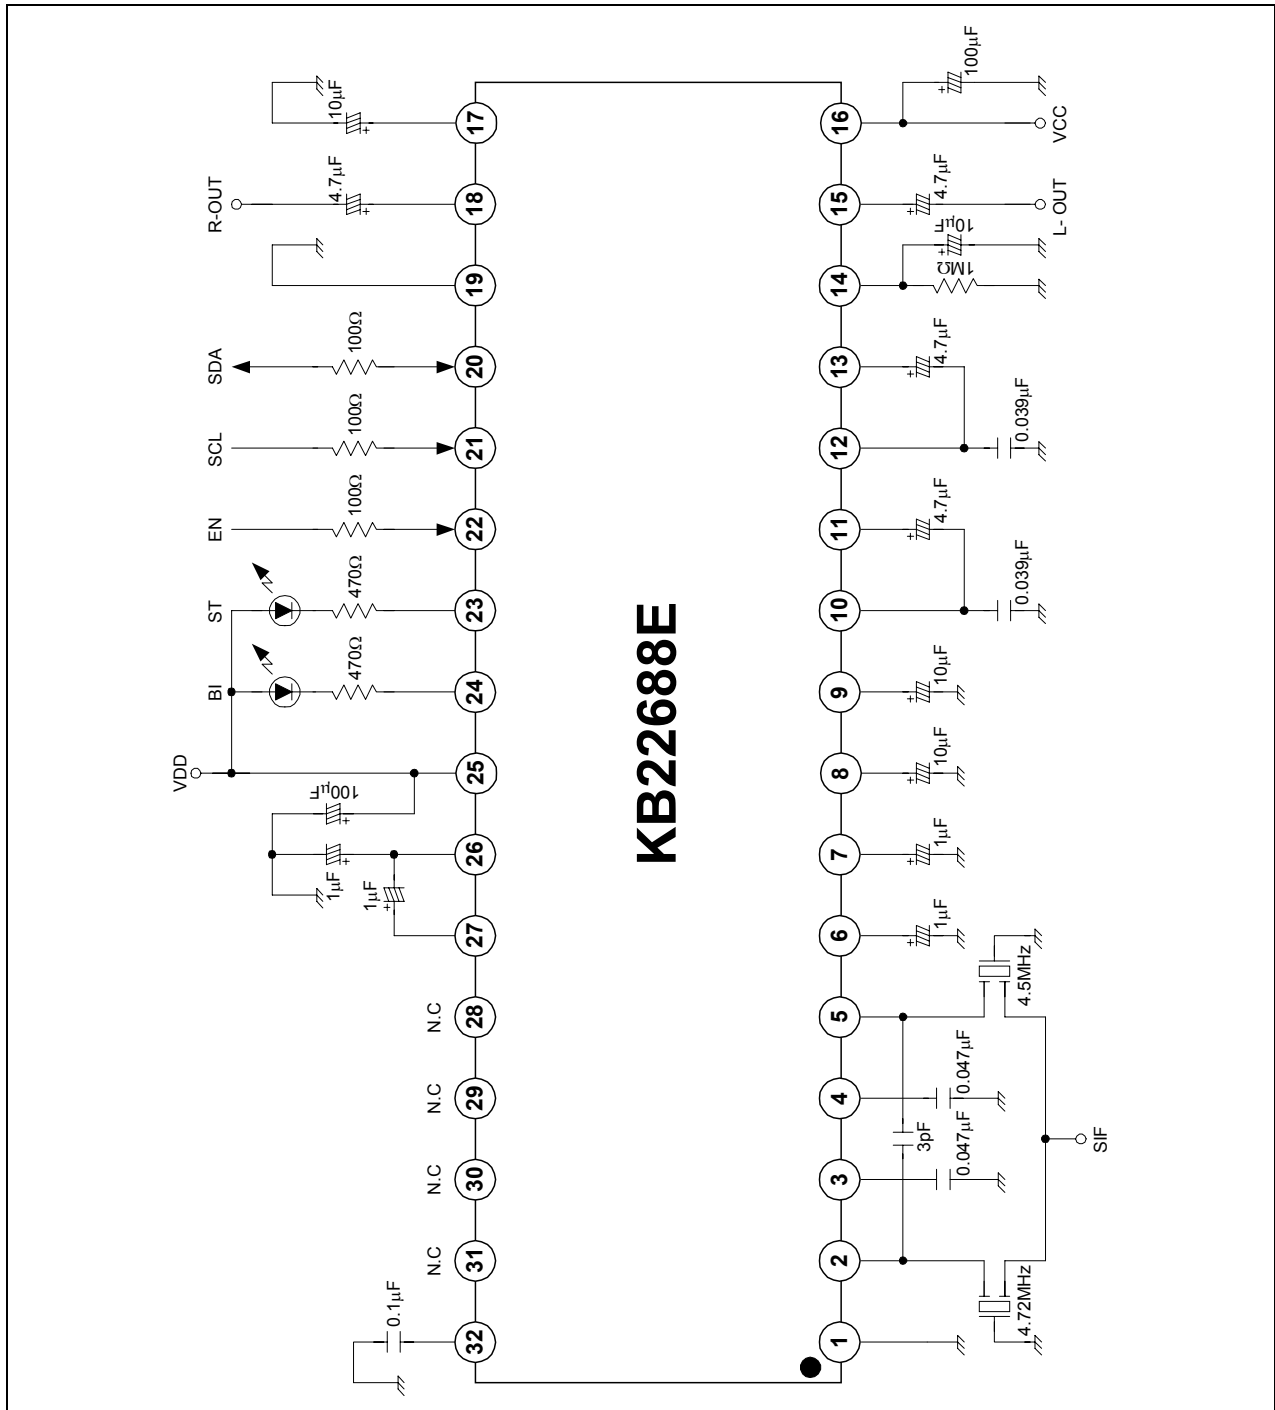 10µF
17
R-OUT
4.7µF
18
19
SDA
100Ω
20
SCL
100Ω
21
EN
100Ω
22
ST
470Ω
23
BI
470Ω
24
VDD
25
100µF
1µF
26
1µF
27
N.C
28
N.C
29
N.C
30
N.C
31
0.1µF
32
KB22688E
16
100µF
VCC
15
4.7µF
L- OUT
14
10µF
1MΩ
13
4.7µF
12
0.039µF
11
4.7µF
10
0.039µF
9
10µF
8
10µF
7
1µF
6
1µF
5
4.5MHz
4
0.047µF
3pF
3
0.047µF
SIF
2
4.72MHz
1